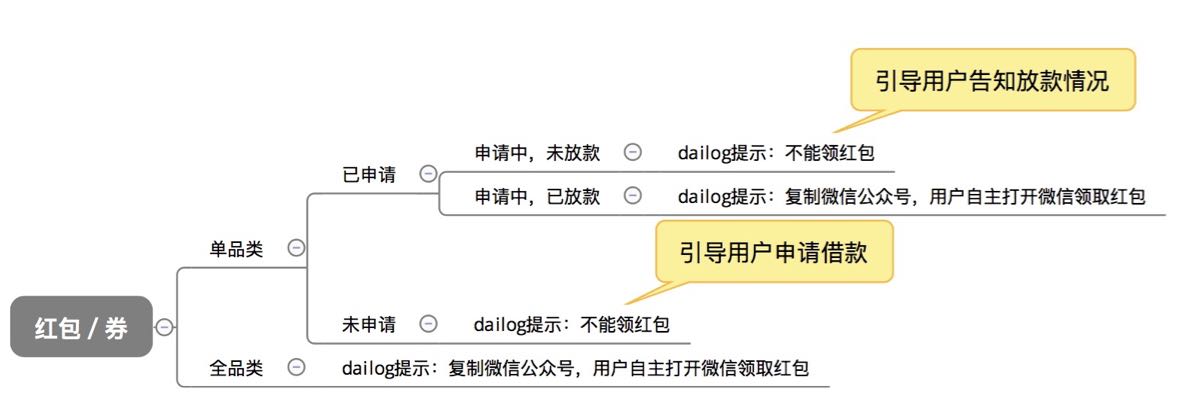 引导用户告知放款情况
申请中，未放款
dailog提示：不能领红包
已申请
申请中，已放款
dailog提示：复制微信公众号，用户自主打开微信领取红包
单品类
引导用户申请借款
红包 / 券
未申请
dailog提示：不能领红包
全品类
dailog提示：复制微信公众号，用户自主打开微信领取红包